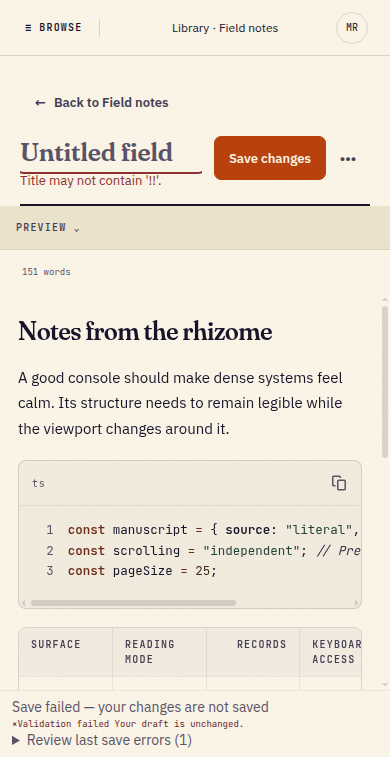 ≡ BROWSE
Library · Field notes
MR
← Back to Field notes
Untitled field
Save changes
•••
Title may not contain '!!'.
PREVIEW ⌄
151 words
Notes from the rhizome
A good console should make dense systems feel
calm. Its structure needs to remain legible while
the viewport changes around it.
ts
1 const manuscript = { source: "literal",
2 const scrolling = "independent"; // Pre
3 const pageSize = 25;
SURFACE
READING
MODE
RECORDS
KEYBOAR
ACCESS
Save failed — your changes are not saved
×Validation failed Your draft is unchanged.
▶ Review last save errors (1)